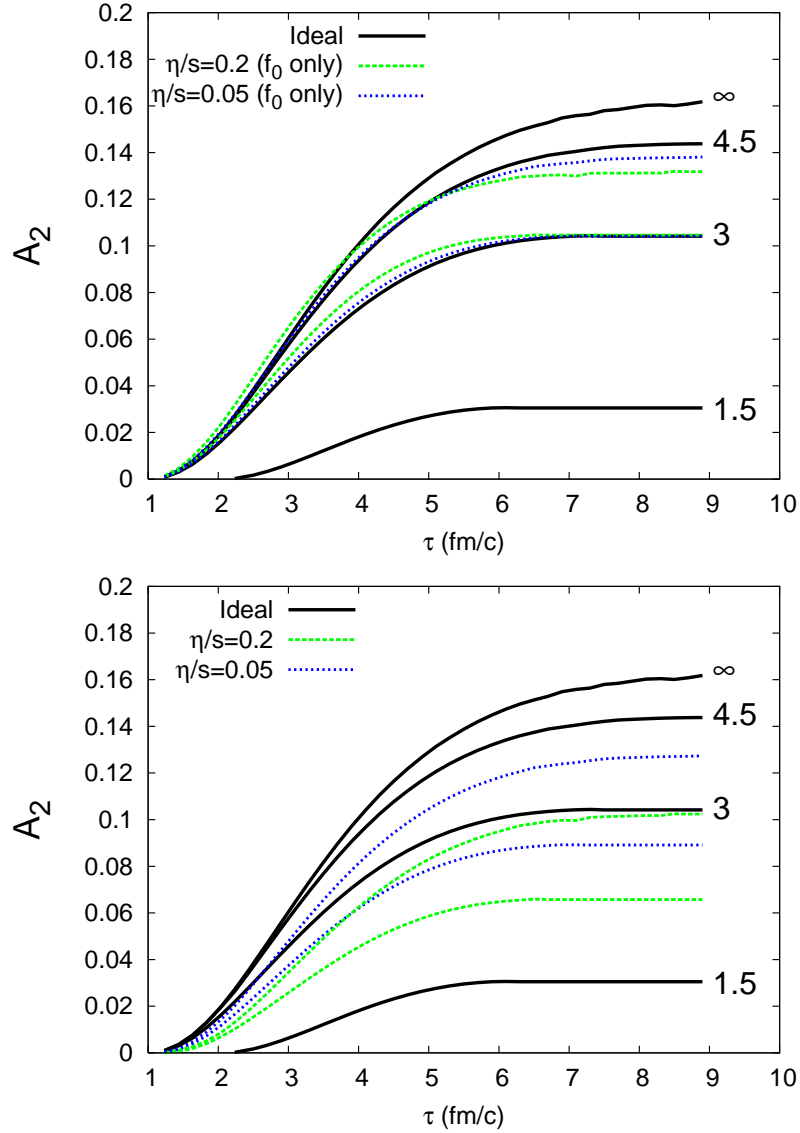 0.2
0.18
0.16
0.14
0.12
0.1
0.08
0.06
0.04
0.02
0
A2
Ideal
η/s=0.2 (f0 only)
η/s=0.05 (f0 only)
∞
4.5
3
1.5
1 2 3 4 5 6 7 8 9 10
τ (fm/c)
0.2
0.18
0.16
0.14
0.12
0.1
0.08
0.06
0.04
0.02
0
A2
Ideal
η/s=0.2
η/s=0.05
∞
4.5
3
1.5
1 2 3 4 5 6 7 8 9 10
τ (fm/c)